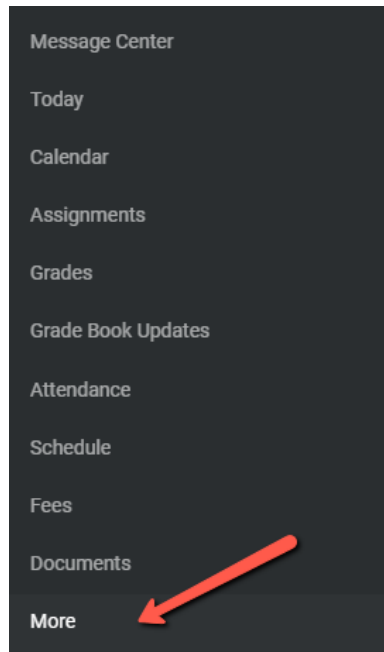 Message Center
Today
Calendar
Assignments
Grades
Grade Book Updates
Attendance
Schedule
Fees
Documents
More